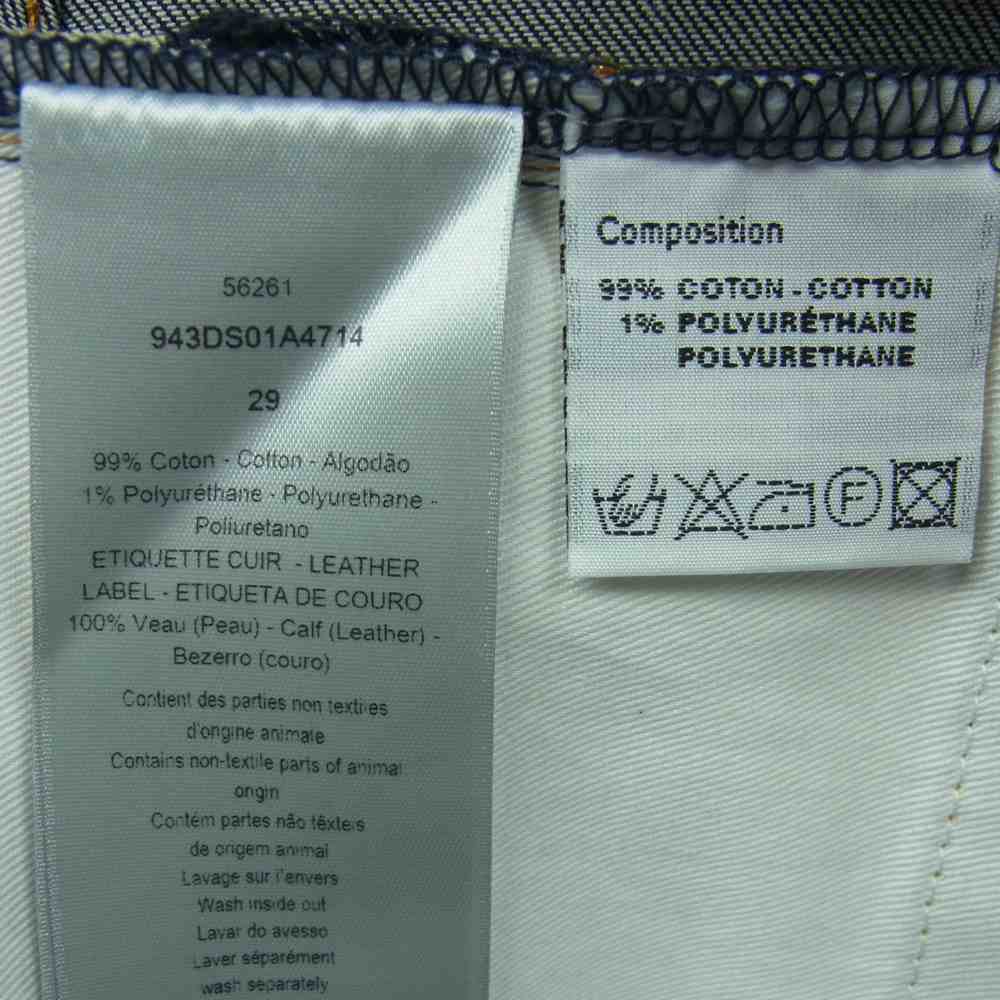 56261
943DS01A4714
29
99% Coton - Cotton - Algodão
1% Polyuréthane - Polyurethane -
Poliuretano
ETIQUETTE CUIR - LEATHER
LABEL - ETIQUETA DE COURO
100% Veau (Peau) - Calf (Leather) -
Bezerro (couro)
Contient des parties non textiles
d'origine animale
Contains non-textile parts of animal
origin
Contém partes não têxteis
de origem animal
Lavage sur l'envers
Wash inside out
Lavar do avesso
Laver séparément
wash separately
Composition
99% COTON - COTTON
1% POLYURÉTHANE
POLYURETHANE
F